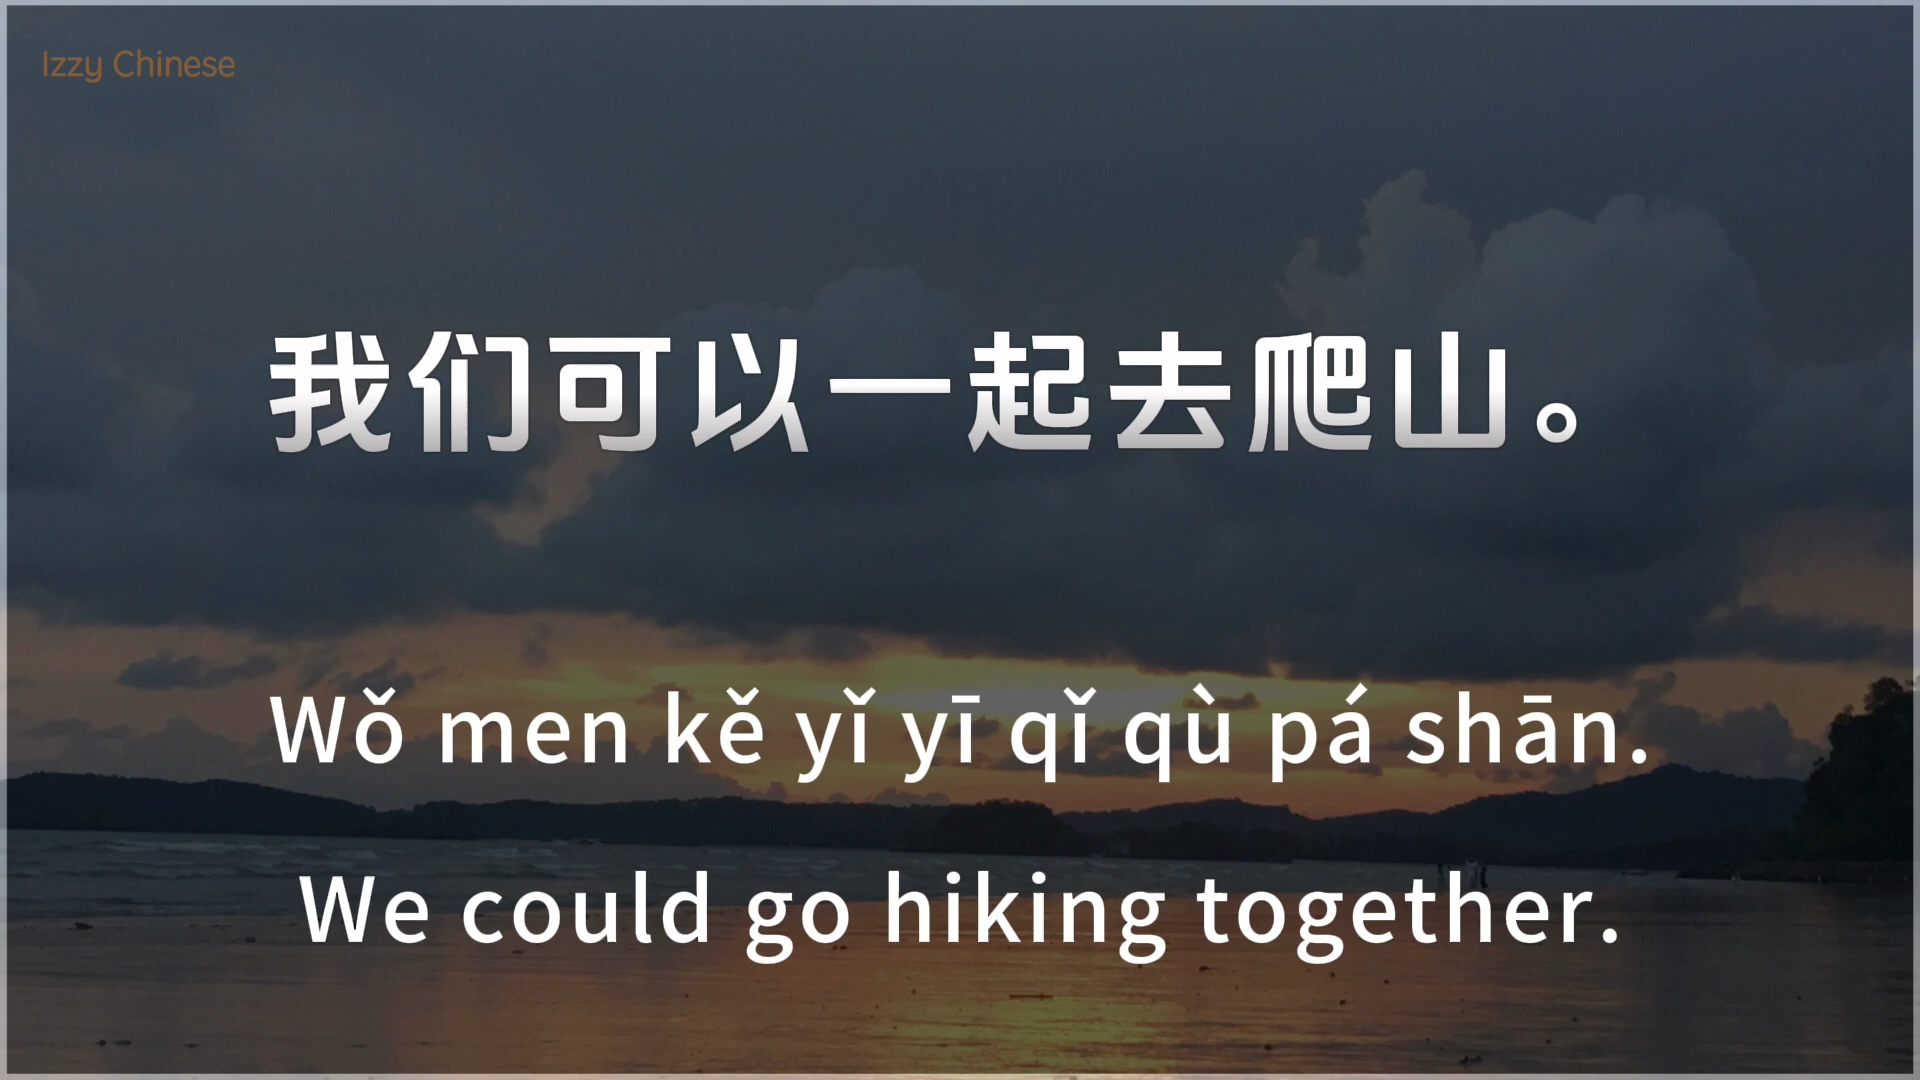 Izzy Chinese
我们可以一起去爬山。
Wǒ men kě yǐ yī qǐ qù pá shān.
We could go hiking together.